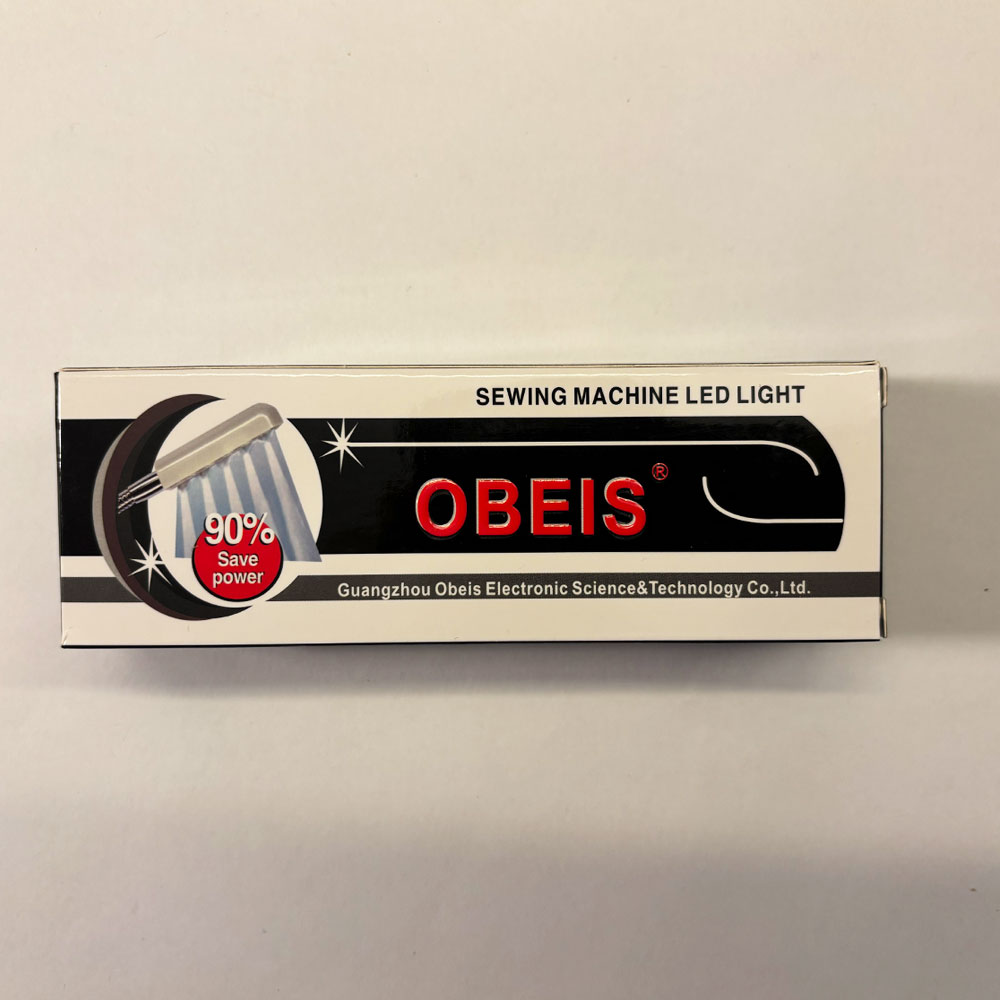 SEWING MACHINE LED LIGHT
OBEIS®
90%
Save
power
Guangzhou Obeis Electronic Science&Technology Co.,Ltd.